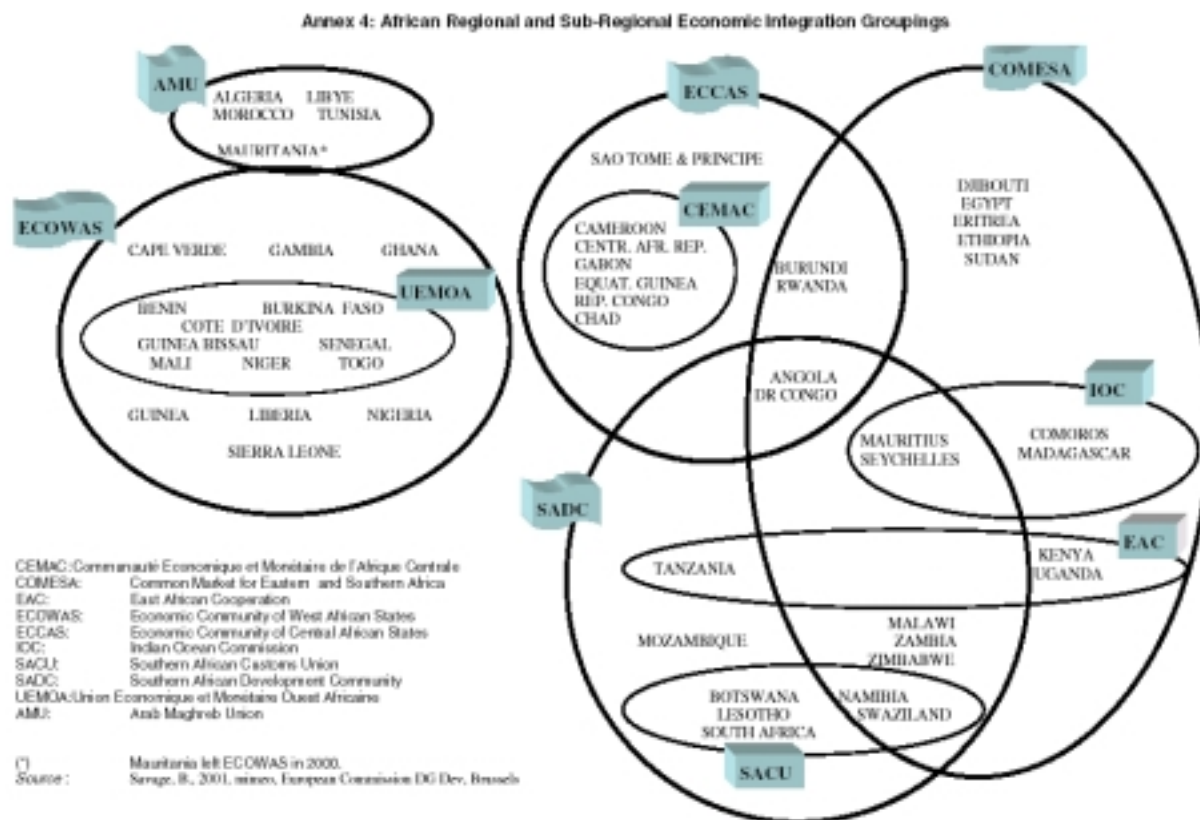 Annex 4: African Regional and Sub-Regional Economic Integration Groupings
AMU
ALGERIA LIBYE
MOROCCO TUNISIA
MAURITANIA*
ECOWAS
CAPE VERDE GAMBIA GHANA
UEMOA
BENIN BURKINA FASO
COTE D'IVOIRE
GUINEA BISSAU SENEGAL
MALI NIGER TOGO
GUINEA LIBERIA NIGERIA
SIERRA LEONE
ECCAS
SAO TOME & PRINCIPE
CEMAC
CAMEROON
CENTR. AFR. REP.
GABON
EQUAT. GUINEA
REP. CONGO
CHAD
COMESA
DJIBOUTI
EGYPT
ERITREA
ETHIOPIA
SUDAN
BURUNDI
RWANDA
ANGOLA
DR CONGO
IOC
MAURITIUS COMOROS
SEYCHELLES MADAGASCAR
SADC
EAC
TANZANIA
KENYA
UGANDA
MOZAMBIQUE
MALAWI
ZAMBIA
ZIMBABWE
BOTSWANA NAMIBIA
LESOTHO SWAZILAND
SOUTH AFRICA
SACU
CEMAC: Communauté Economique et Monétaire de l'Afrique Centrale
COMESA: Common Market for Eastern and Southern Africa
EAC: East African Cooperation
ECOWAS: Economic Community of West African States
ECCAS: Economic Community of Central African States
IOC: Indian Ocean Commission
SACU: Southern African Customs Union
SADC: Southern African Development Community
UEMOA: Union Economique et Monétaire Ouest Africaine
AMU: Arab Maghreb Union
(*) Mauritania left ECOWAS in 2000.
Source : Savage, B., 2001, mimeo, European Commission DG Dev, Brussels